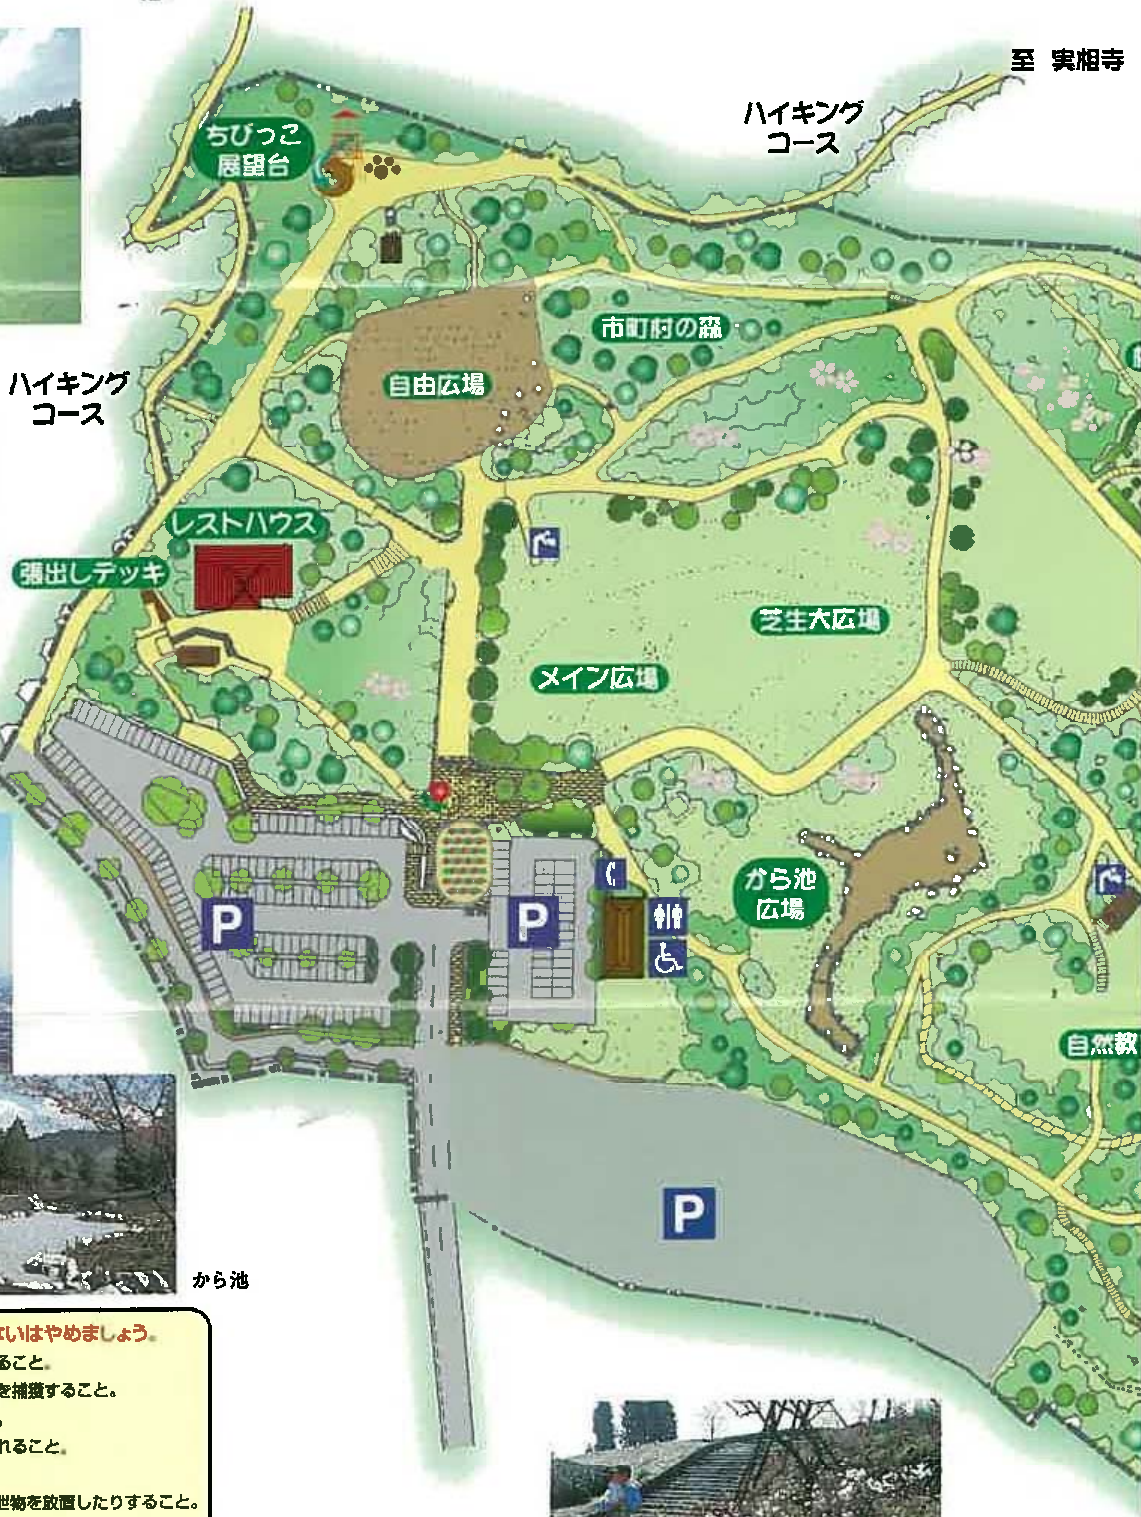 至 実相寺
ハイキング
コース
ちびっこ
展望台
市町村の森
自由広場
ハイキング
コース
レストハウス
張出しデッキ
芝生大広場
メイン広場
から池
広場
P
P
自然教
P
から池
はやめましょう。
ること。
を捕獲すること。
れること。
物を放置したりすること。